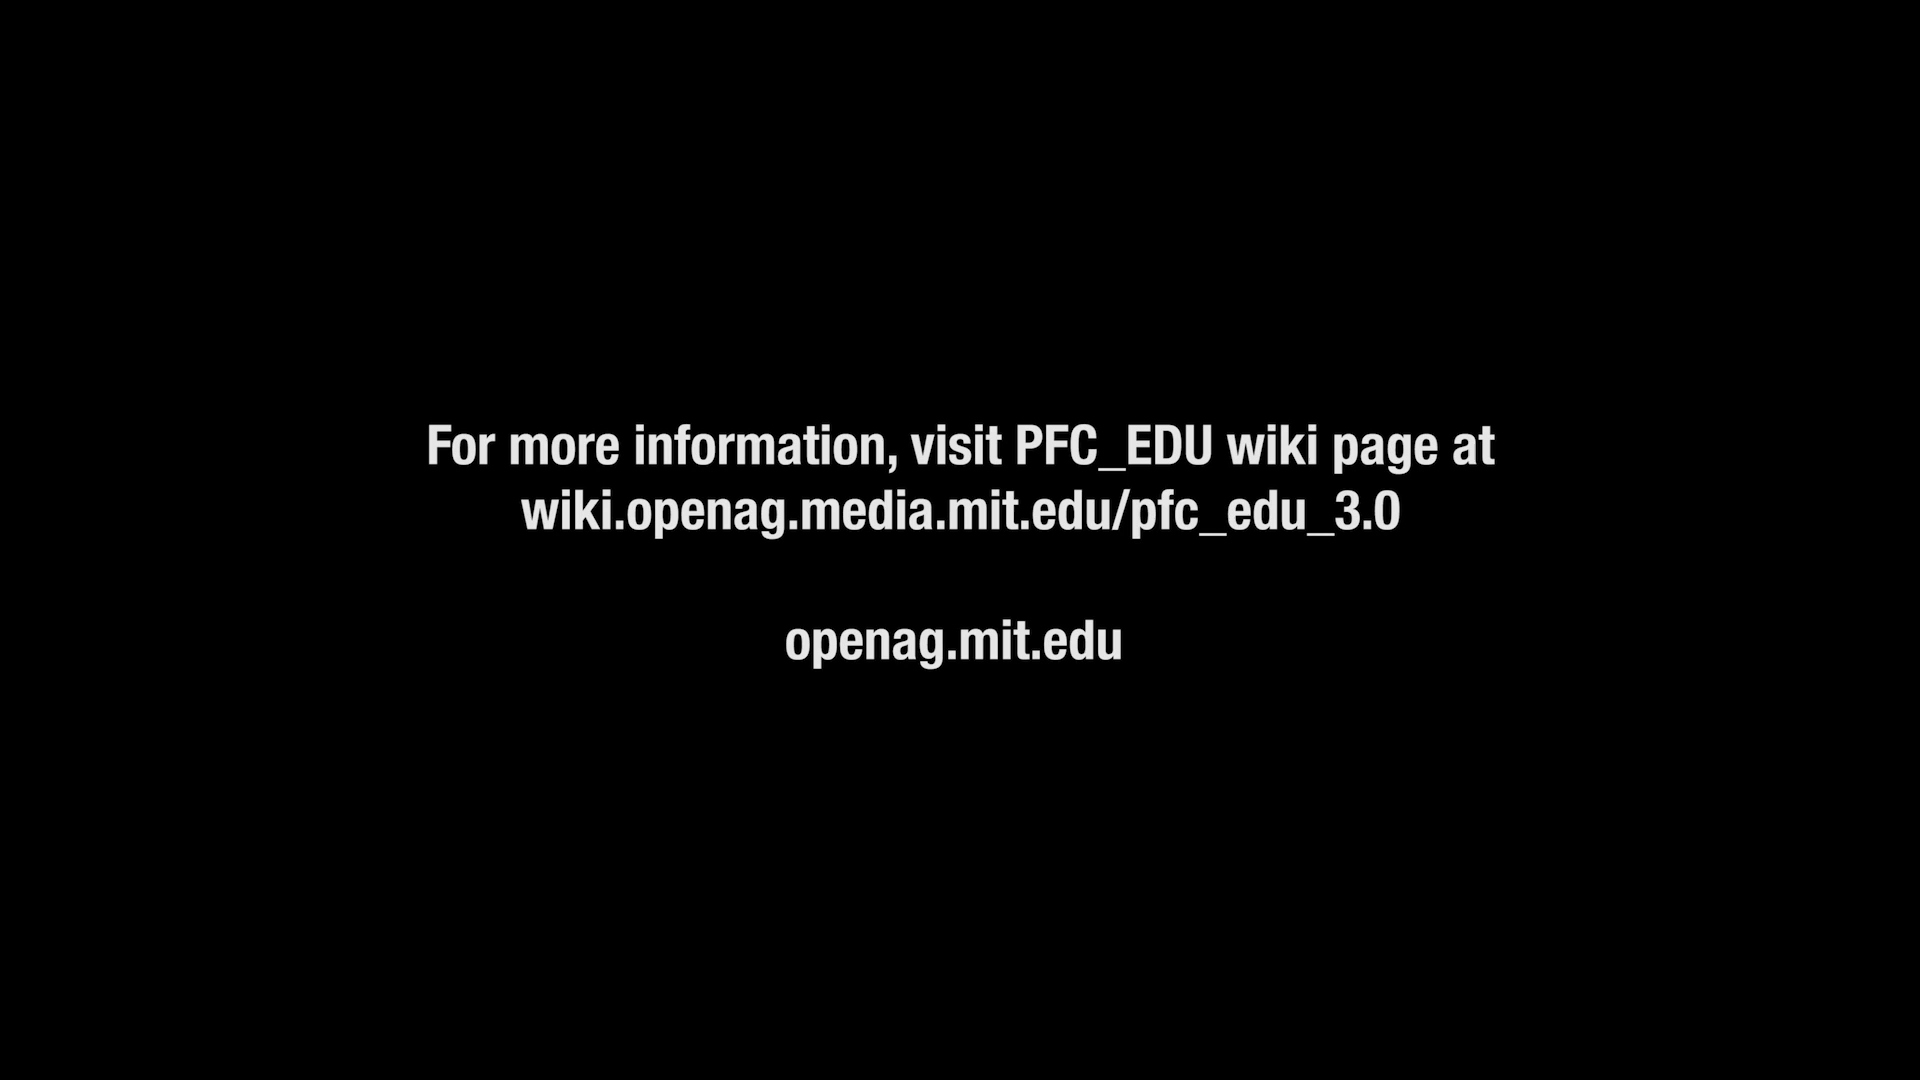 For more information, visit PFC_EDU wiki page at
wiki.openag.media.mit.edu/pfc_edu_3.0
openag.mit.edu